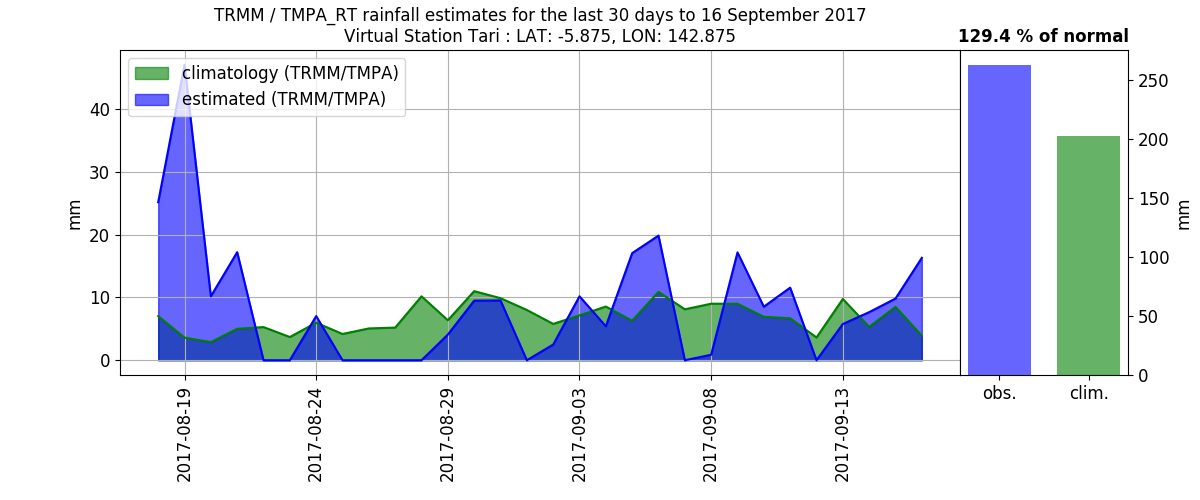 TRMM / TMPA_RT rainfall estimates for the last 30 days to 16 September 2017
Virtual Station Tari : LAT: -5.875, LON: 142.875
129.4 % of normal
climatology (TRMM/TMPA)
estimated (TRMM/TMPA)
40
30
20
10
0
mm
250
200
150
100
50
0
mm
obs.
clim.
2017-08-19
2017-08-24
2017-08-29
2017-09-03
2017-09-08
2017-09-13